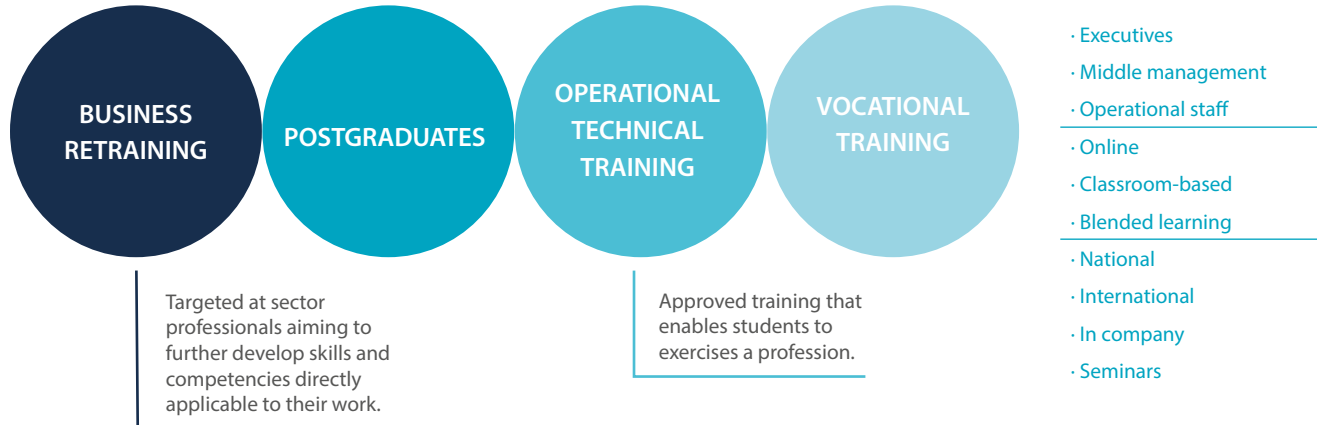 BUSINESS
RETRAINING
POSTGRADUATES
OPERATIONAL
TECHNICAL
TRAINING
VOCATIONAL
TRAINING
Targeted at sector
professionals aiming to
further develop skills and
competencies directly
applicable to their work.
Approved training that
enables students to
exercises a profession.
· Executives
· Middle management
· Operational staff
· Online
· Classroom-based
· Blended learning
· National
· International
· In company
· Seminars